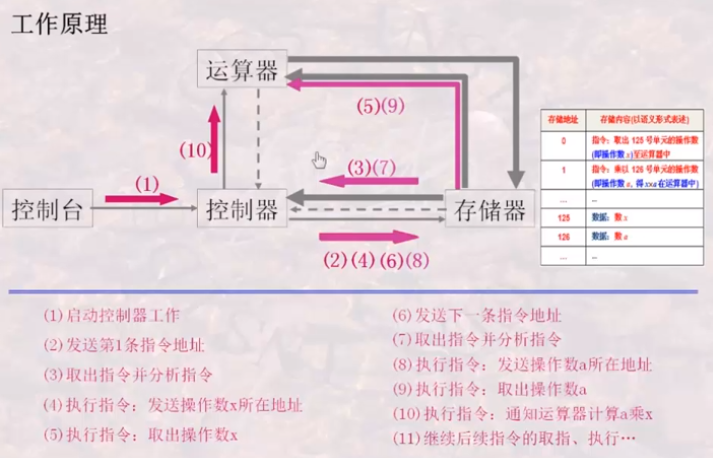 工作原理
运算器
(5)(9)
(10)
(3)(7)
(1)
控制台
控制器
存储器
(2)(4)(6)(8)
存储地址 存储内容(以语义形式表述)
0 指令：取出 125 号单元的操作数
(即操作数 x)至运算器中
1 指令：乘以 126 号单元的操作数
(即操作数 a，得 x×a 在运算器中)
... ...
125 数据：数 x
126 数据：数 a
... ...
(1)启动控制器工作
(2)发送第1条指令地址
(3)取出指令并分析指令
(4)执行指令：发送操作数x所在地址
(5)执行指令：取出操作数x
(6)发送下一条指令地址
(7)取出指令并分析指令
(8)执行指令：发送操作数a所在地址
(9)执行指令：取出操作数a
(10)执行指令：通知运算器计算a乘x
(11)继续后续指令的取指、执行…